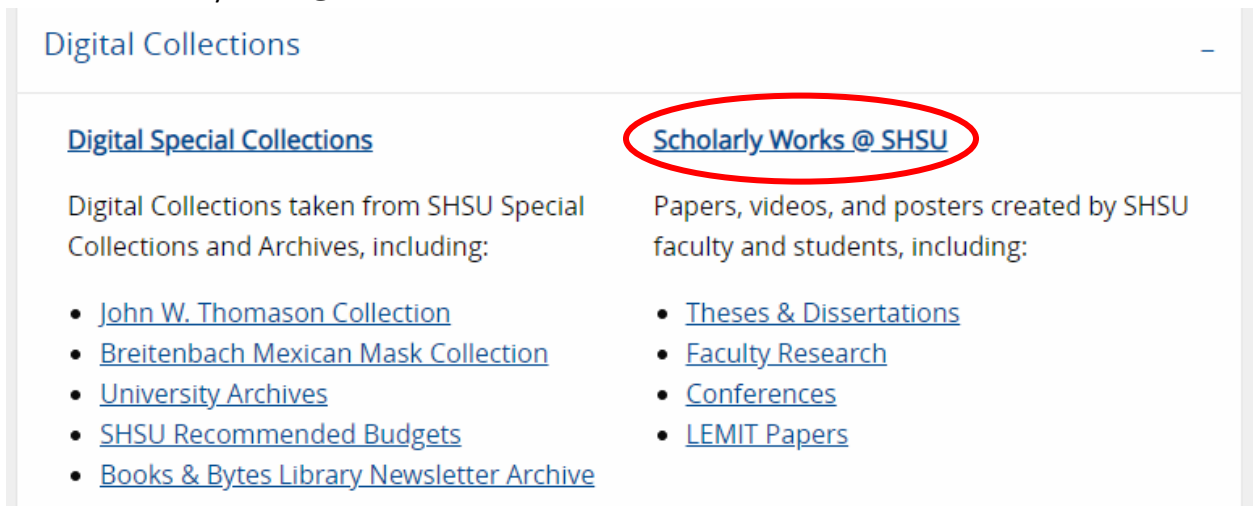 Digital Collections
–
Digital Special Collections
Digital Collections taken from SHSU Special
Collections and Archives, including:
• John W. Thomason Collection
• Breitenbach Mexican Mask Collection
• University Archives
• SHSU Recommended Budgets
• Books & Bytes Library Newsletter Archive
Scholarly Works @ SHSU
Papers, videos, and posters created by SHSU
faculty and students, including:
• Theses & Dissertations
• Faculty Research
• Conferences
• LEMIT Papers